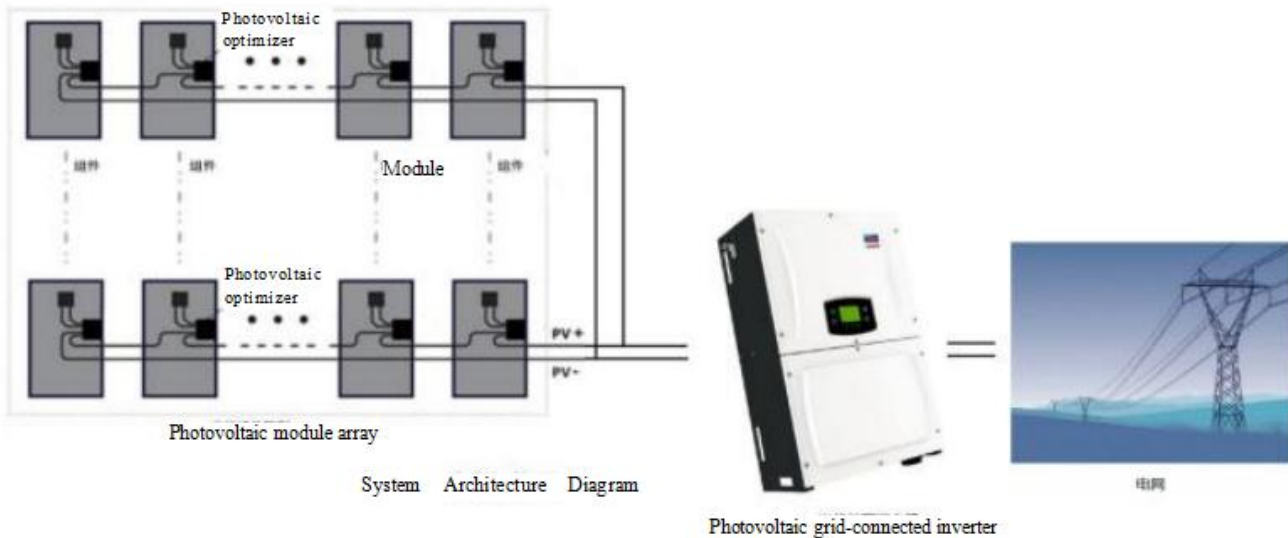 Photovoltaic
optimizer
组件
组件
Module
组件
Photovoltaic
optimizer
PV+
PV-
Photovoltaic module array
System Architecture Diagram
电网
Photovoltaic grid-connected inverter